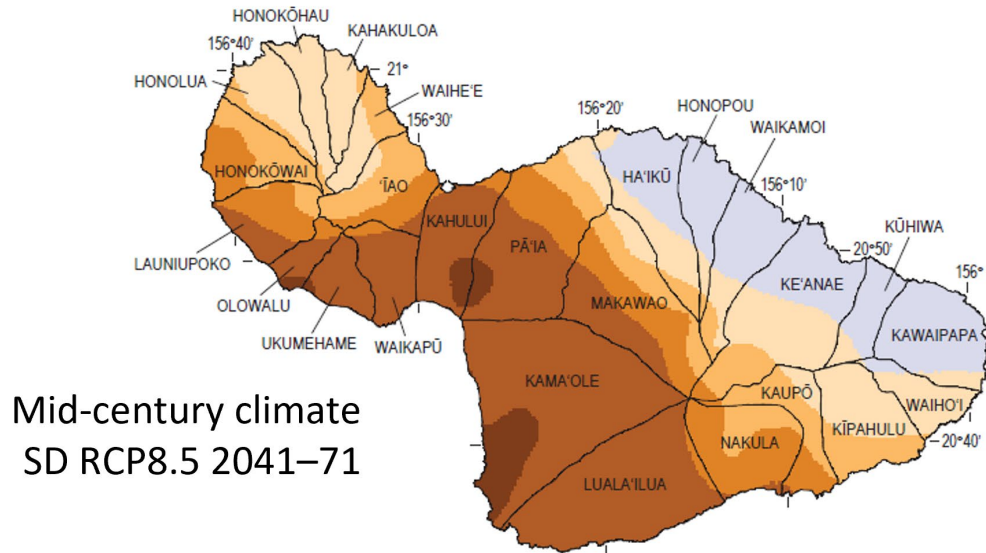 HONOKŌHAU
KAHAKULOA
156°40'
21°
HONOLUA
WAIHE‘E
156°30'
156°20'
HONOPOU
WAIKAMOI
HONOKŌWAI
‘ĪAO
HA‘IKŪ
156°10'
KAHULUI
PĀ‘IA
KŪHIWA
20°50'
156°
LAUNIUPOKO
KE‘ANAE
OLOWALU
MAKAWAO
KAWAIPAPA
UKUMEHAME
WAIKAPŪ
KAMA‘OLE
KAUPŌ
WAIHO‘I
KĪPAHULU
NAKULA
20°40'
LUALA‘ILUA
Mid-century climate
SD RCP8.5 2041–71